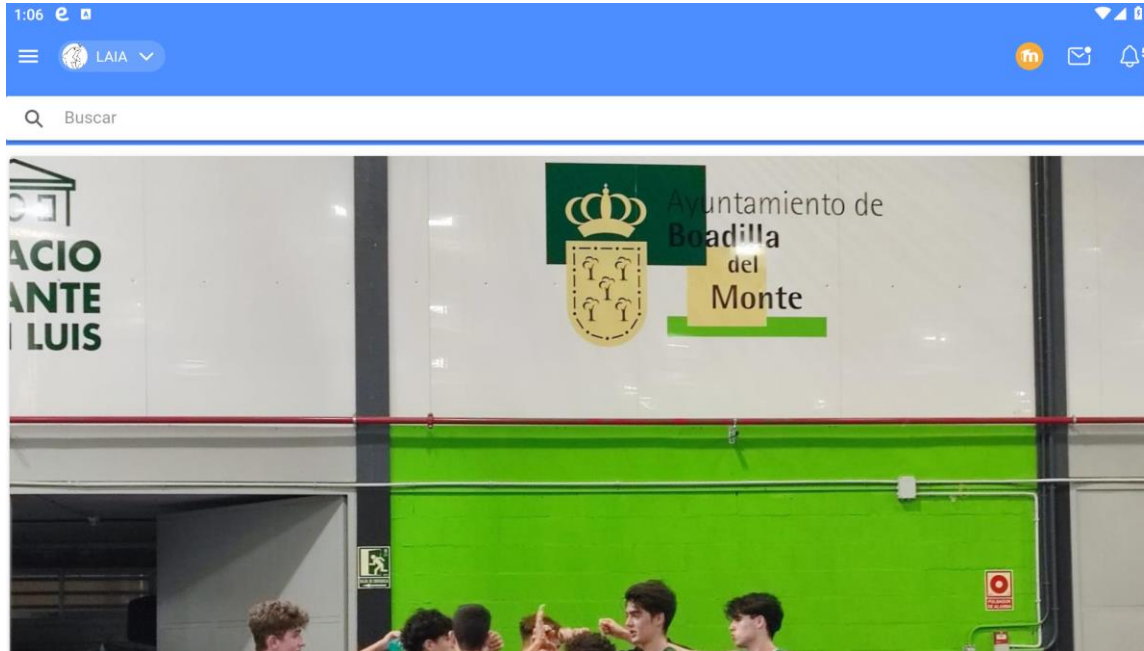 1:06
LAIA
Buscar
ACIO
ANTE
LUIS
Ayuntamiento de
Boadilla
del
Monte